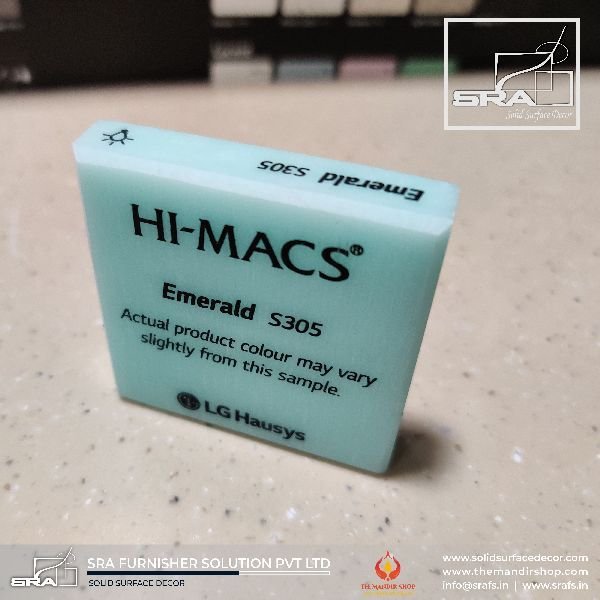 SRA
Solid Surface Decor
Emerald S305
HI-MACS®
Emerald S305
Actual product colour may vary
slightly from this sample.
LG Hausys
SRA
SRA FURNISHER SOLUTION PVT LTD
SOLID SURFACE DECOR
THE MANDIR SHOP
www.solidsurfacedecor.com
www.themandirshop.com
info@srafs.in | www.srafs.in